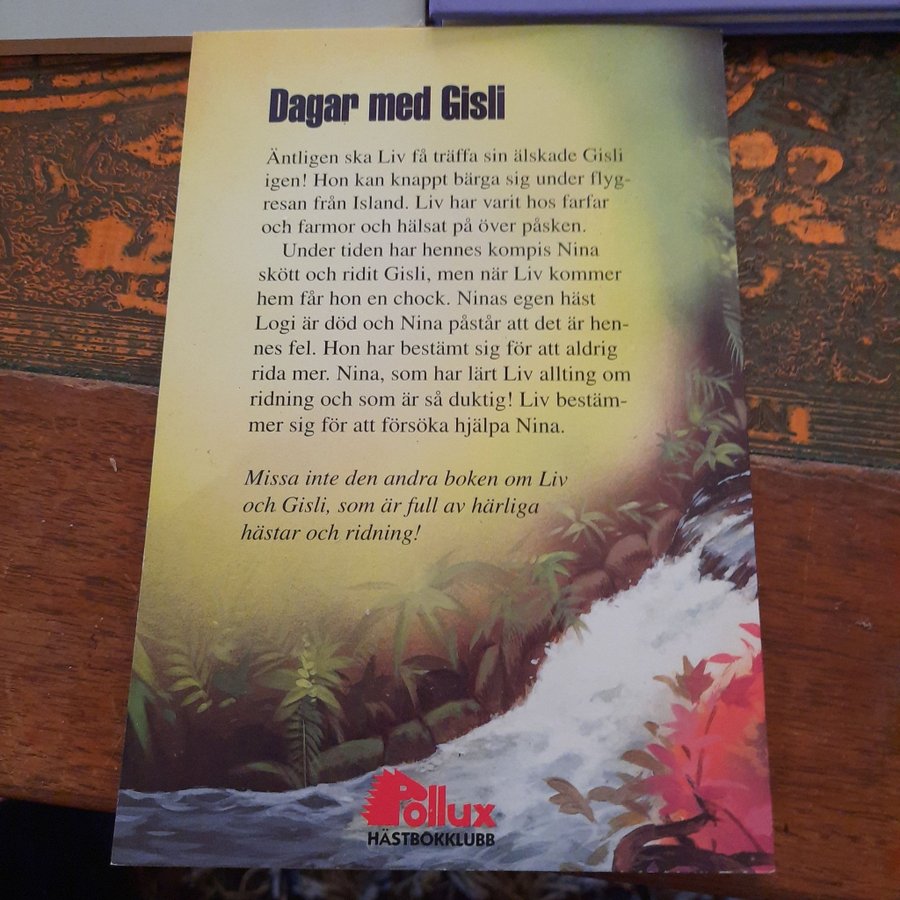 Dagar med Gisli
Äntligen ska Liv få träffa sin älskade Gisli
igen! Hon kan knappt bärga sig under flyg-
resan från Island. Liv har varit hos farfar
och farmor och hälsat på över påsken.
Under tiden har hennes kompis Nina
skött och ridit Gisli, men när Liv kommer
hem får hon en chock. Ninas egen häst
Logi är död och Nina påstår att det är hen-
nes fel. Hon har bestämt sig för att aldrig
rida mer. Nina, som har lärt Liv allting om
ridning och som är så duktig! Liv bestäm-
mer sig för att försöka hjälpa Nina.
Missa inte den andra boken om Liv
och Gisli, som är full av härliga
hästar och ridning!
Pollux
HÄSTBOKKLUBB